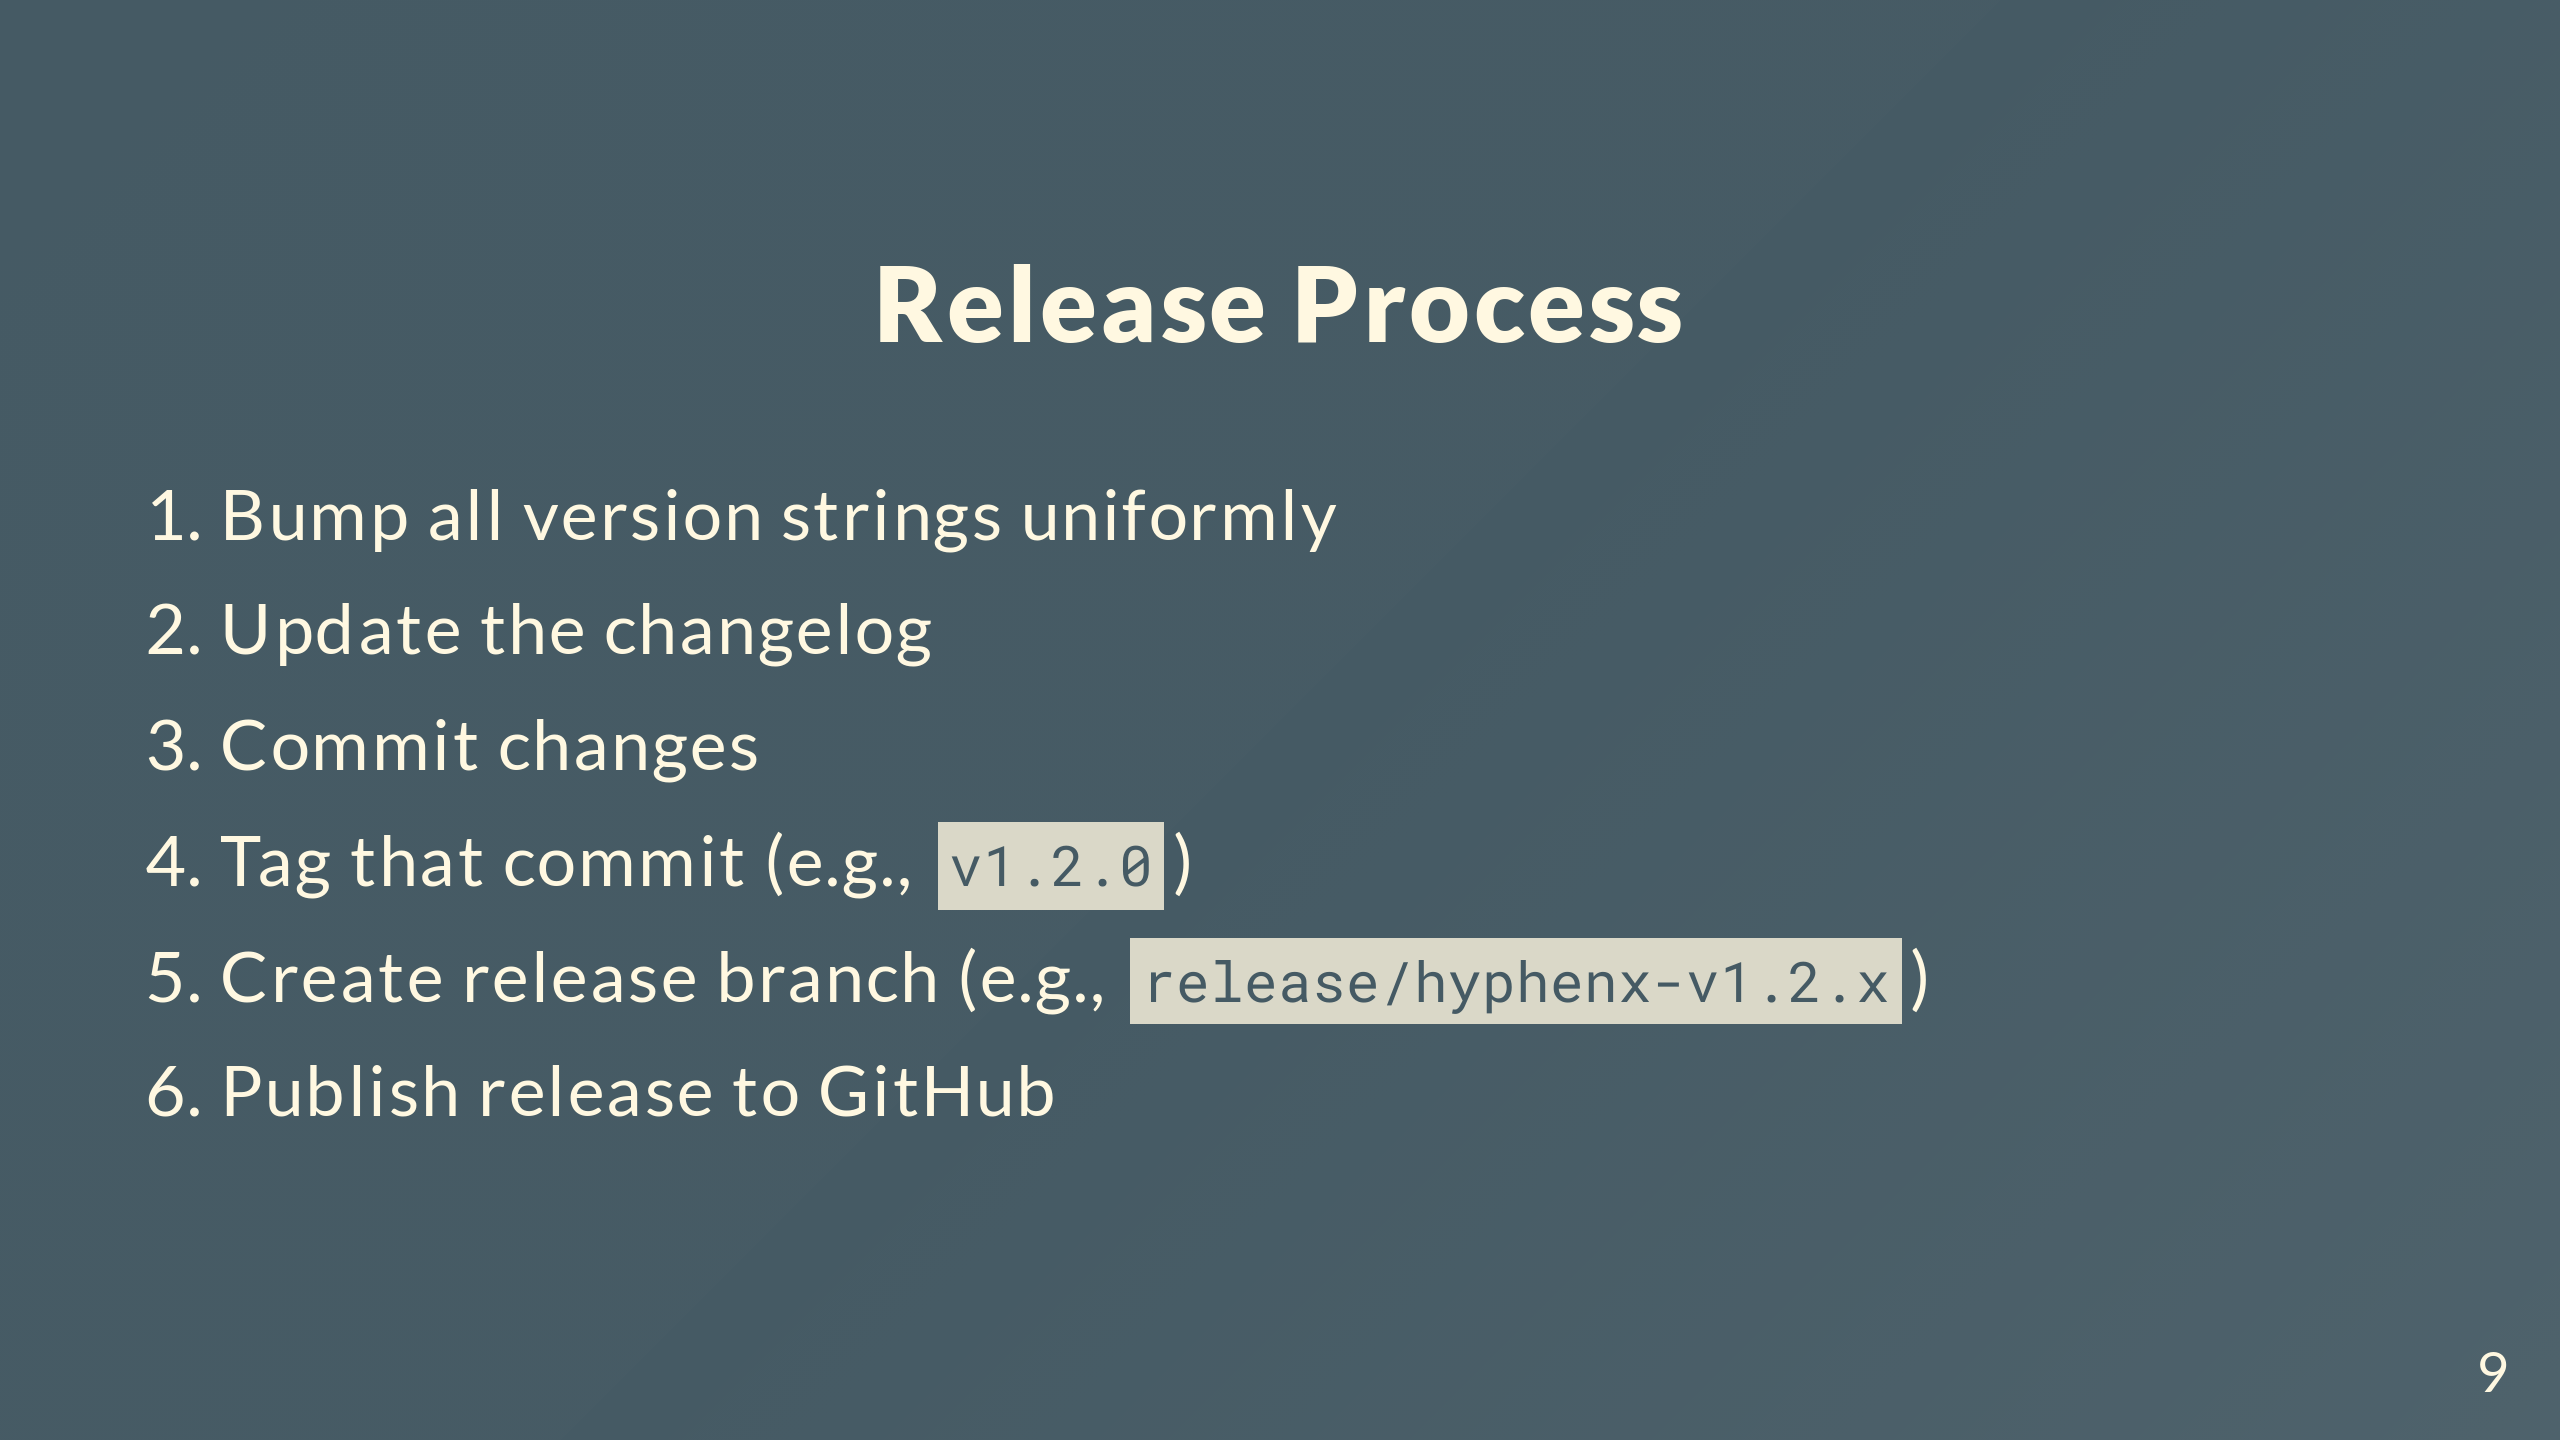 Release Process
1. Bump all version strings uniformly
2. Update the changelog
3. Commit changes
4. Tag that commit (e.g., v1.2.0)
5. Create release branch (e.g., release/hyphenx-v1.2.x)
6. Publish release to GitHub
9